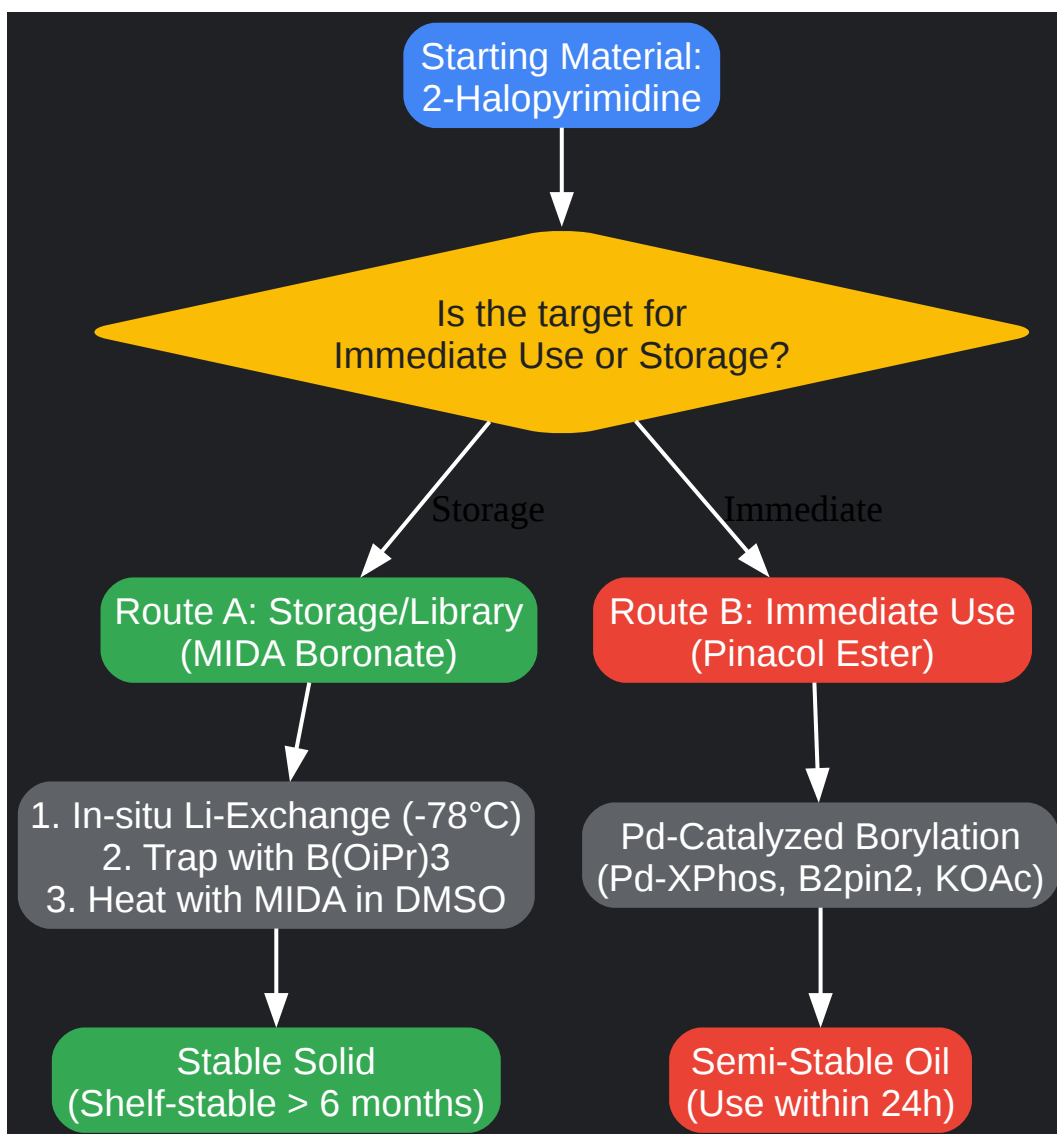 Starting Material:
2-Halopyrimidine
Is the target for
Immediate Use or Storage?
Storage
Immediate
Route A: Storage/Library
(MIDA Boronate)
Route B: Immediate Use
(Pinacol Ester)
1. In-situ Li-Exchange (-78°C)
2. Trap with B(OiPr)3
3. Heat with MIDA in DMSO
Pd-Catalyzed Borylation
(Pd-XPhos, B2pin2, KOAc)
Stable Solid
(Shelf-stable > 6 months)
Semi-Stable Oil
(Use within 24h)